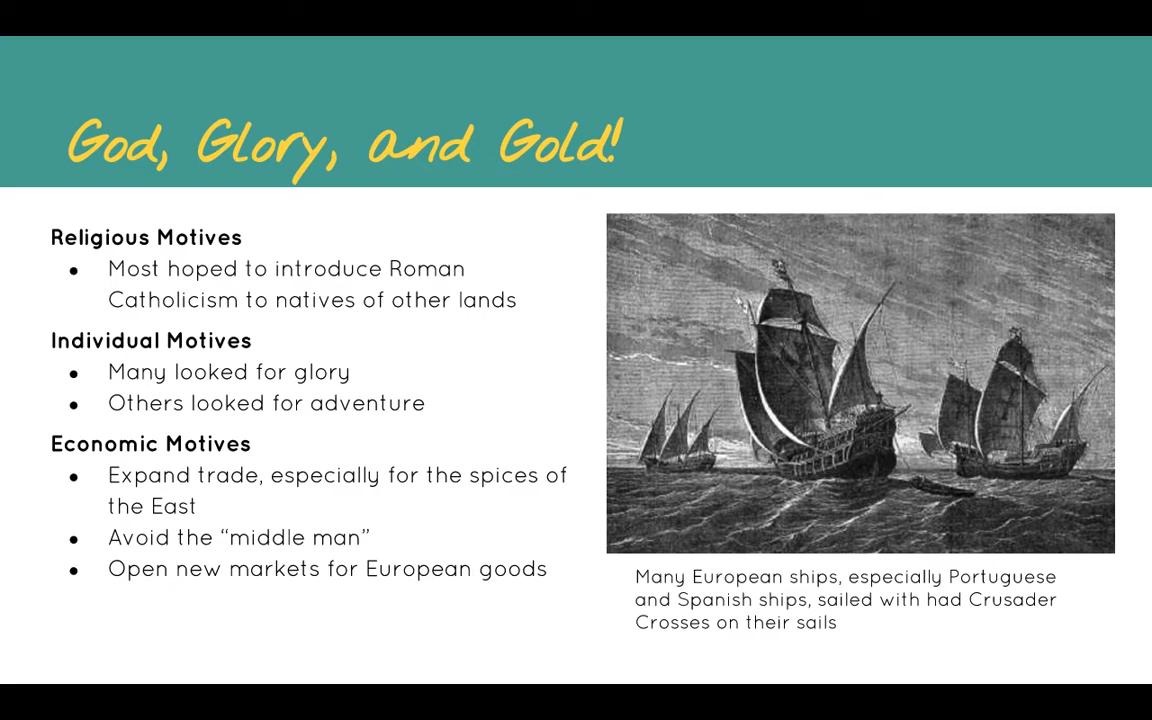 God, Glory, and Gold!
Religious Motives
● Most hoped to introduce Roman
Catholicism to natives of other lands
Individual Motives
● Many looked for glory
● Others looked for adventure
Economic Motives
● Expand trade, especially for the spices of
the East
● Avoid the “middle man”
● Open new markets for European goods
Many European ships, especially Portuguese
and Spanish ships, sailed with had Crusader
Crosses on their sails